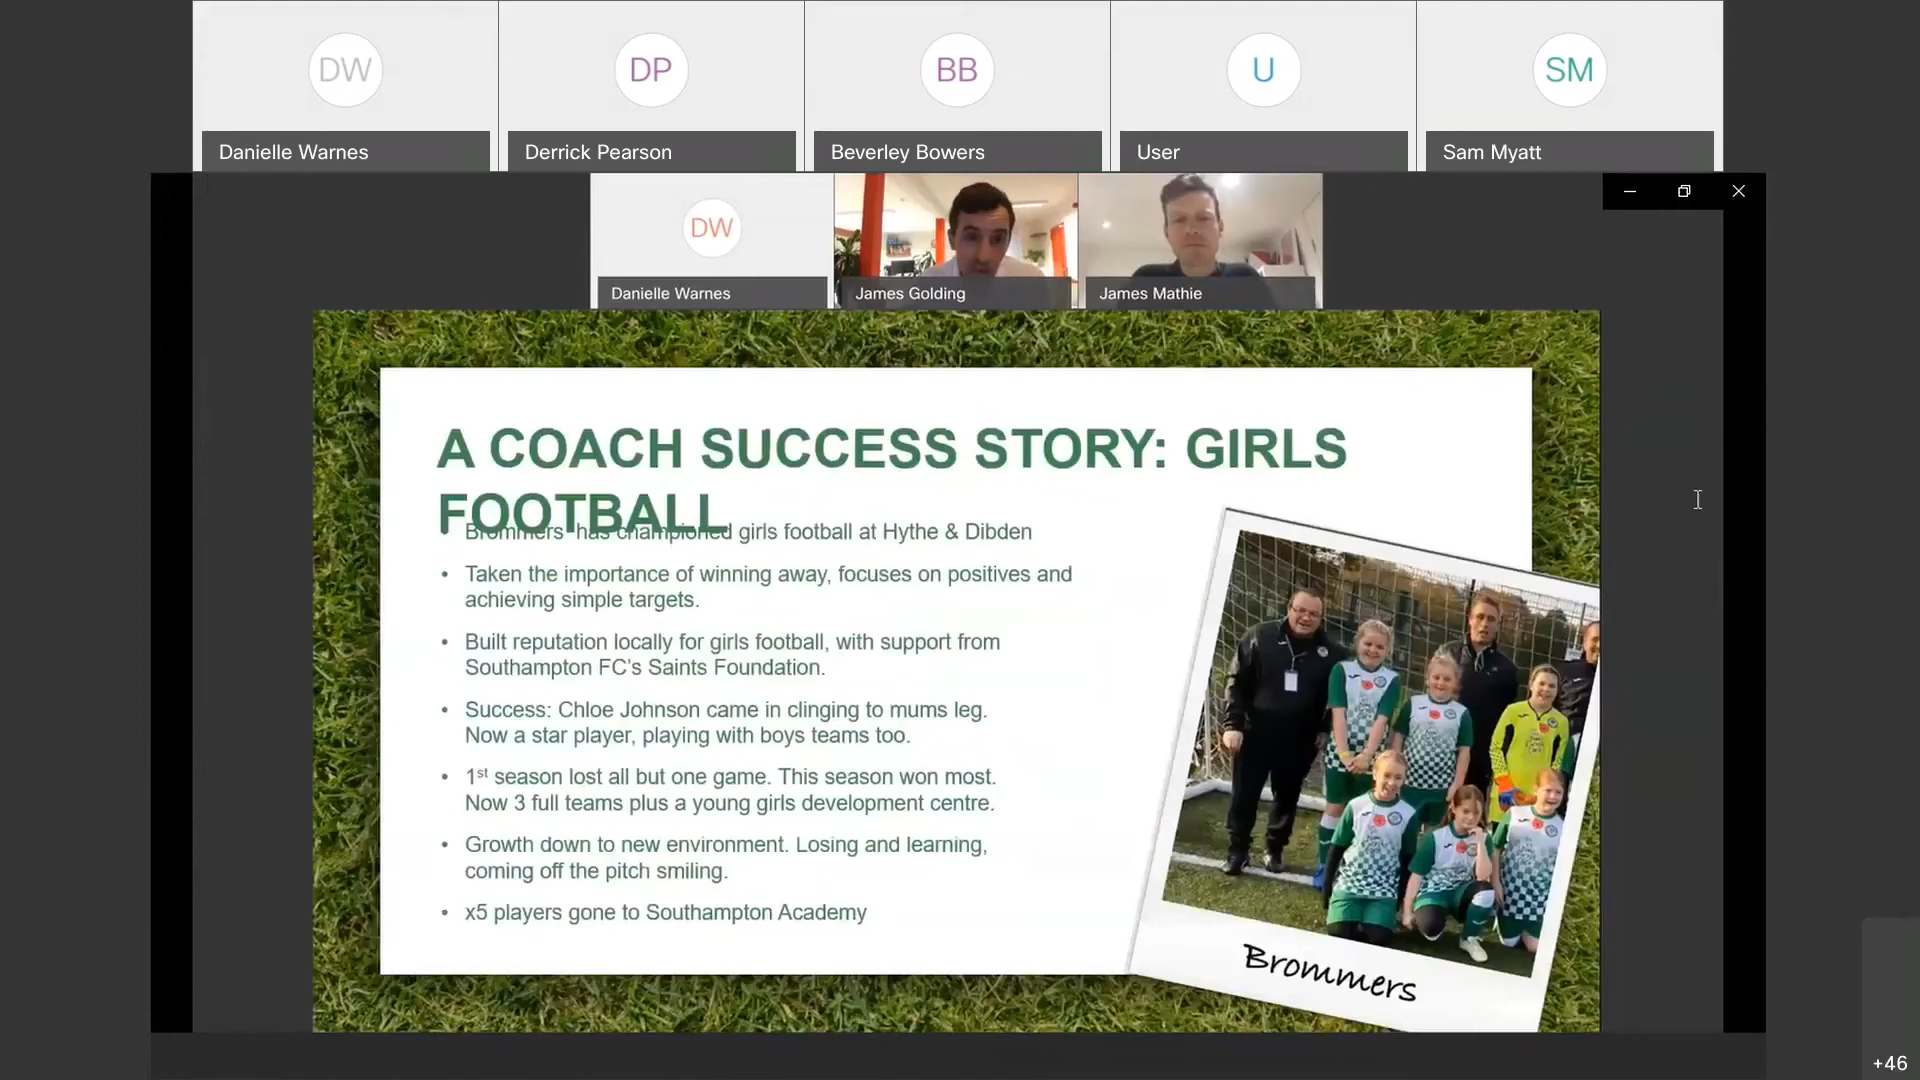 DW
DP
BB
U
SM
Danielle Warnes
Derrick Pearson
Beverley Bowers
User
Sam Myatt
DW
Danielle Warnes
James Golding
James Mathie
A COACH SUCCESS STORY: GIRLS
FOOTBALL
• Brommers has championed girls football at Hythe & Dibden
• Taken the importance of winning away, focuses on positives and
achieving simple targets.
• Built reputation locally for girls football, with support from
Southampton FC's Saints Foundation.
• Success: Chloe Johnson came in clinging to mums leg.
Now a star player, playing with boys teams too.
• 1st season lost all but one game. This season won most.
Now 3 full teams plus a young girls development centre.
• Growth down to new environment. Losing and learning,
coming off the pitch smiling.
• x5 players gone to Southampton Academy
Brommers
+46